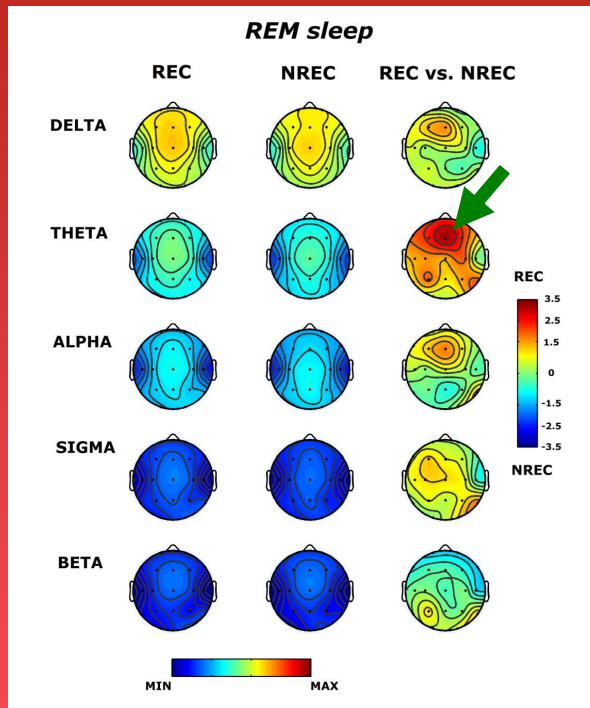 REM sleep
REC NREC REC vs. NREC
DELTA
THETA
REC
3.5
2.5
1.5
0
-1.5
-2.5
-3.5
NREC
ALPHA
SIGMA
BETA
MIN MAX